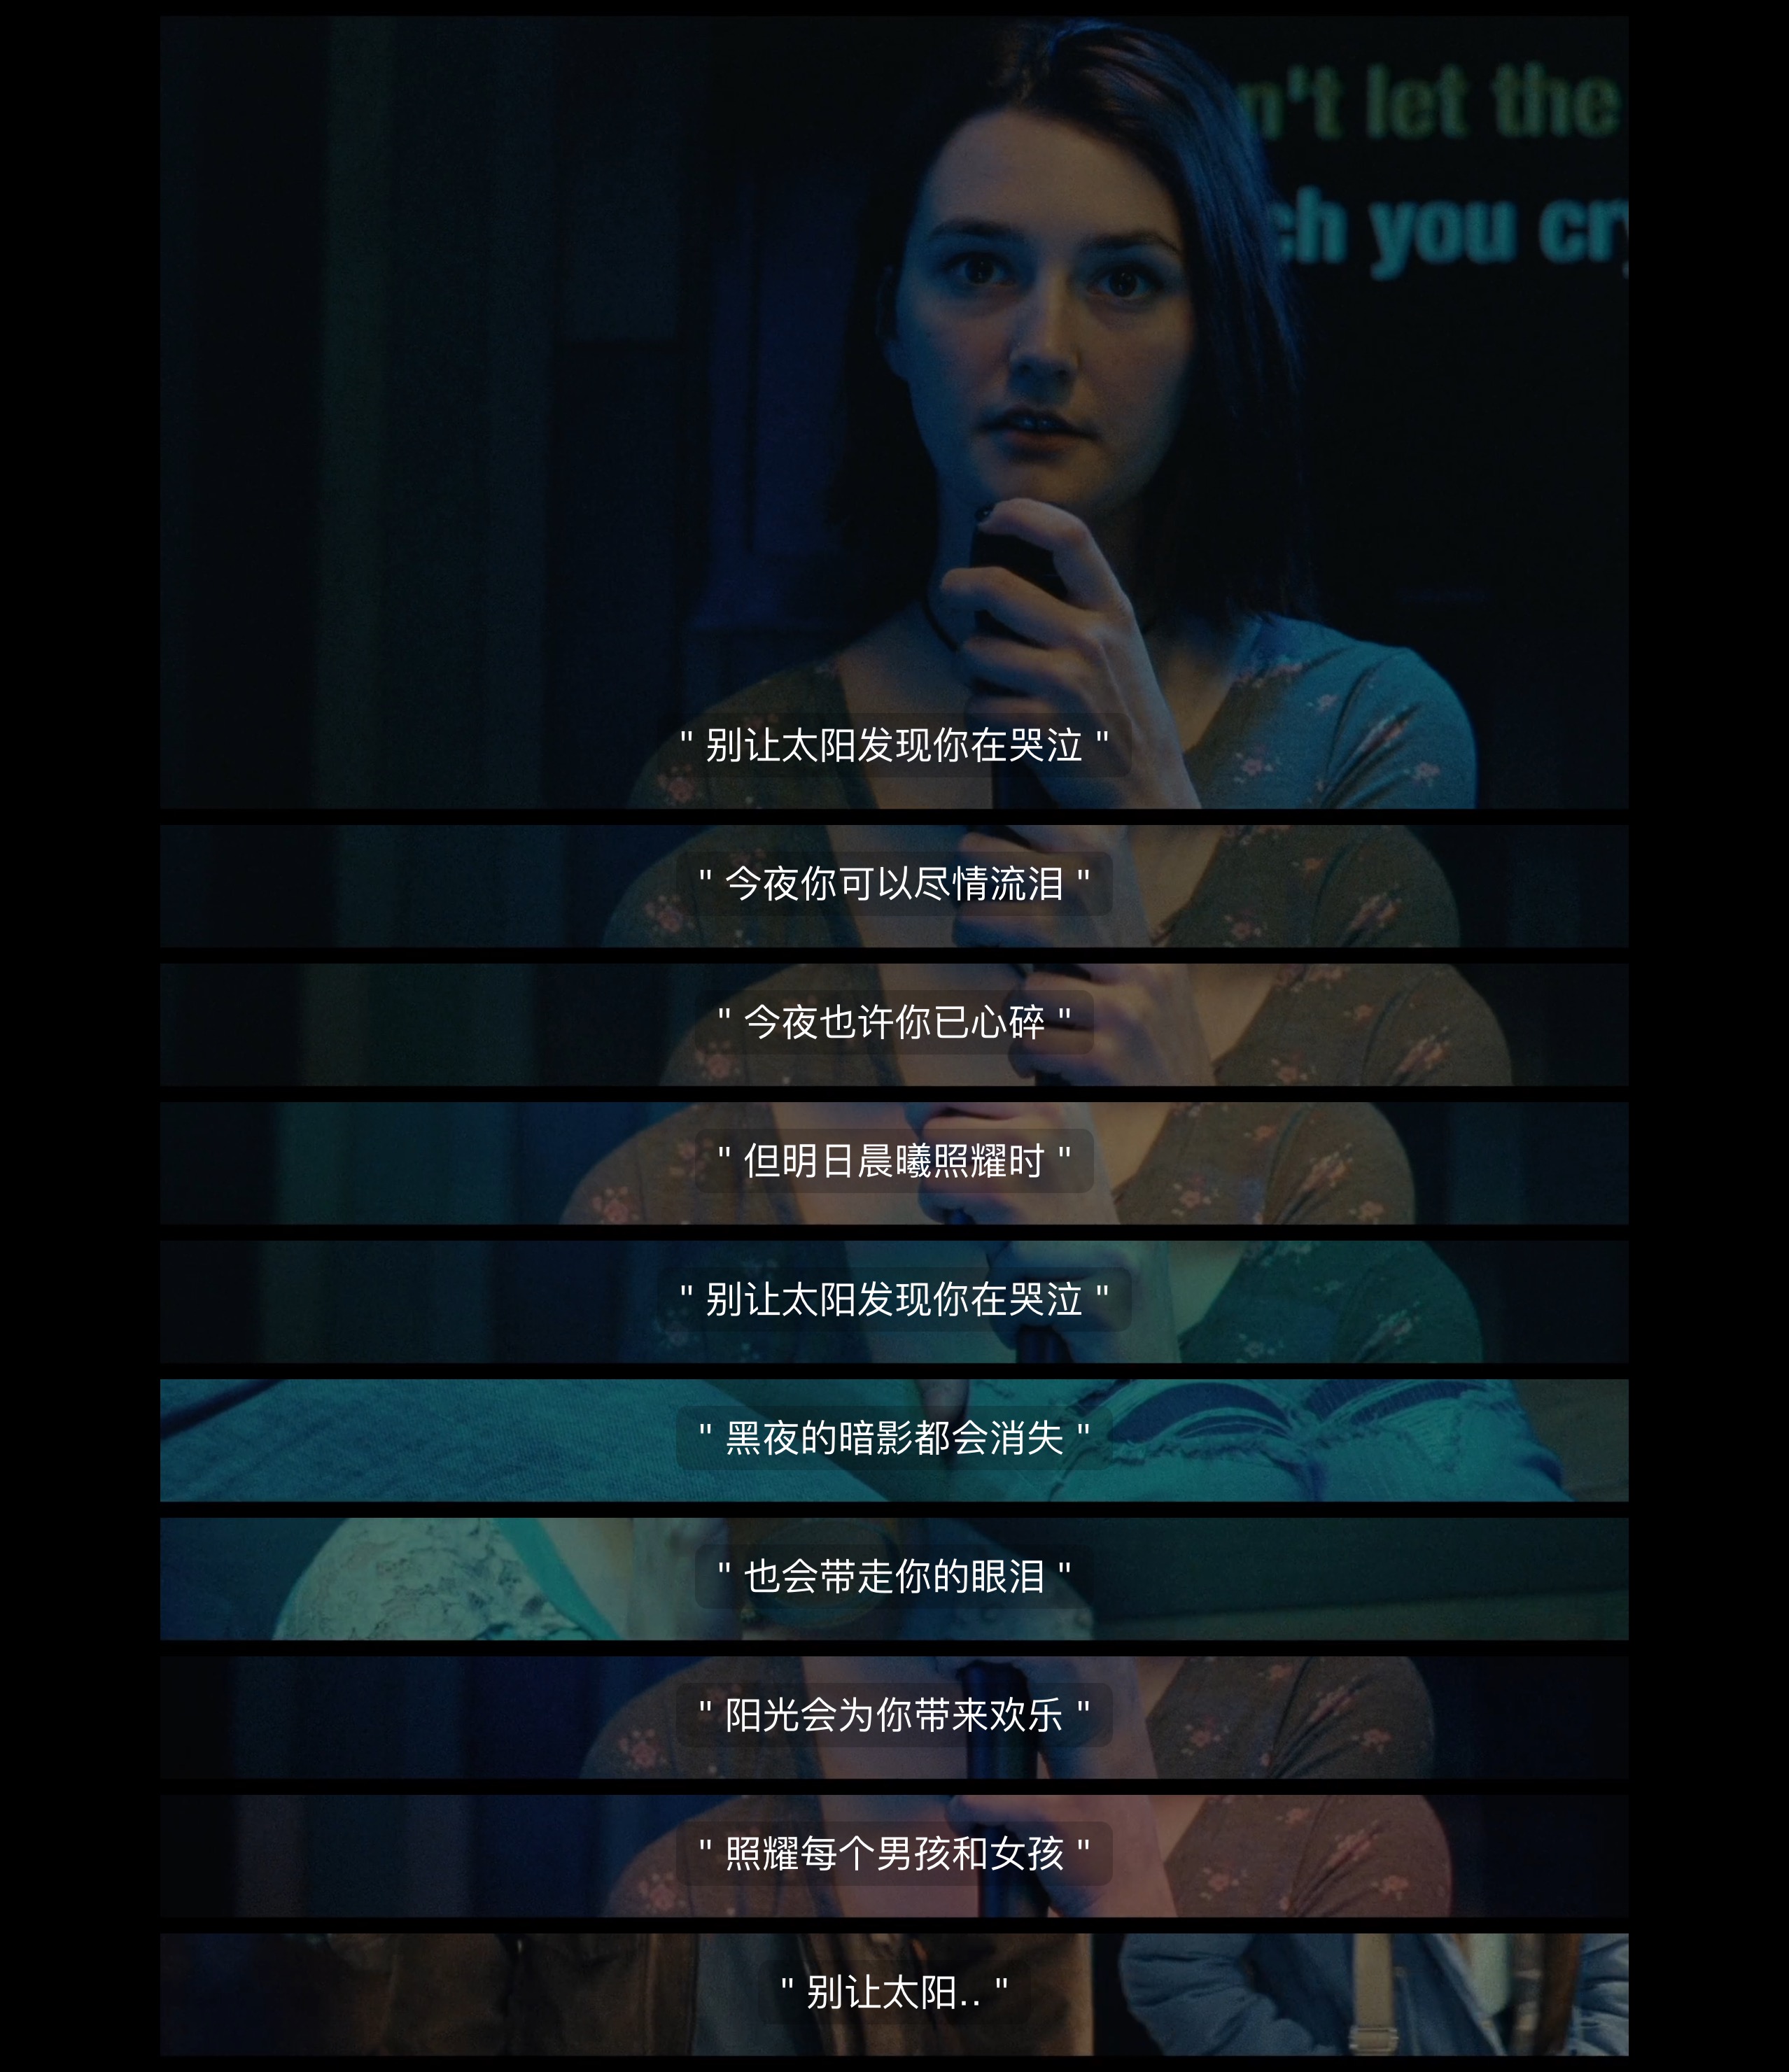 n't let the
ch you cry
" 别让太阳发现你在哭泣 "
" 今夜你可以尽情流泪 "
" 今夜也许你已心碎 "
" 但明日晨曦照耀时 "
" 别让太阳发现你在哭泣 "
" 黑夜的暗影都会消失 "
" 也会带走你的眼泪 "
" 阳光会为你带来欢乐 "
" 照耀每个男孩和女孩 "
" 别让太阳.. "